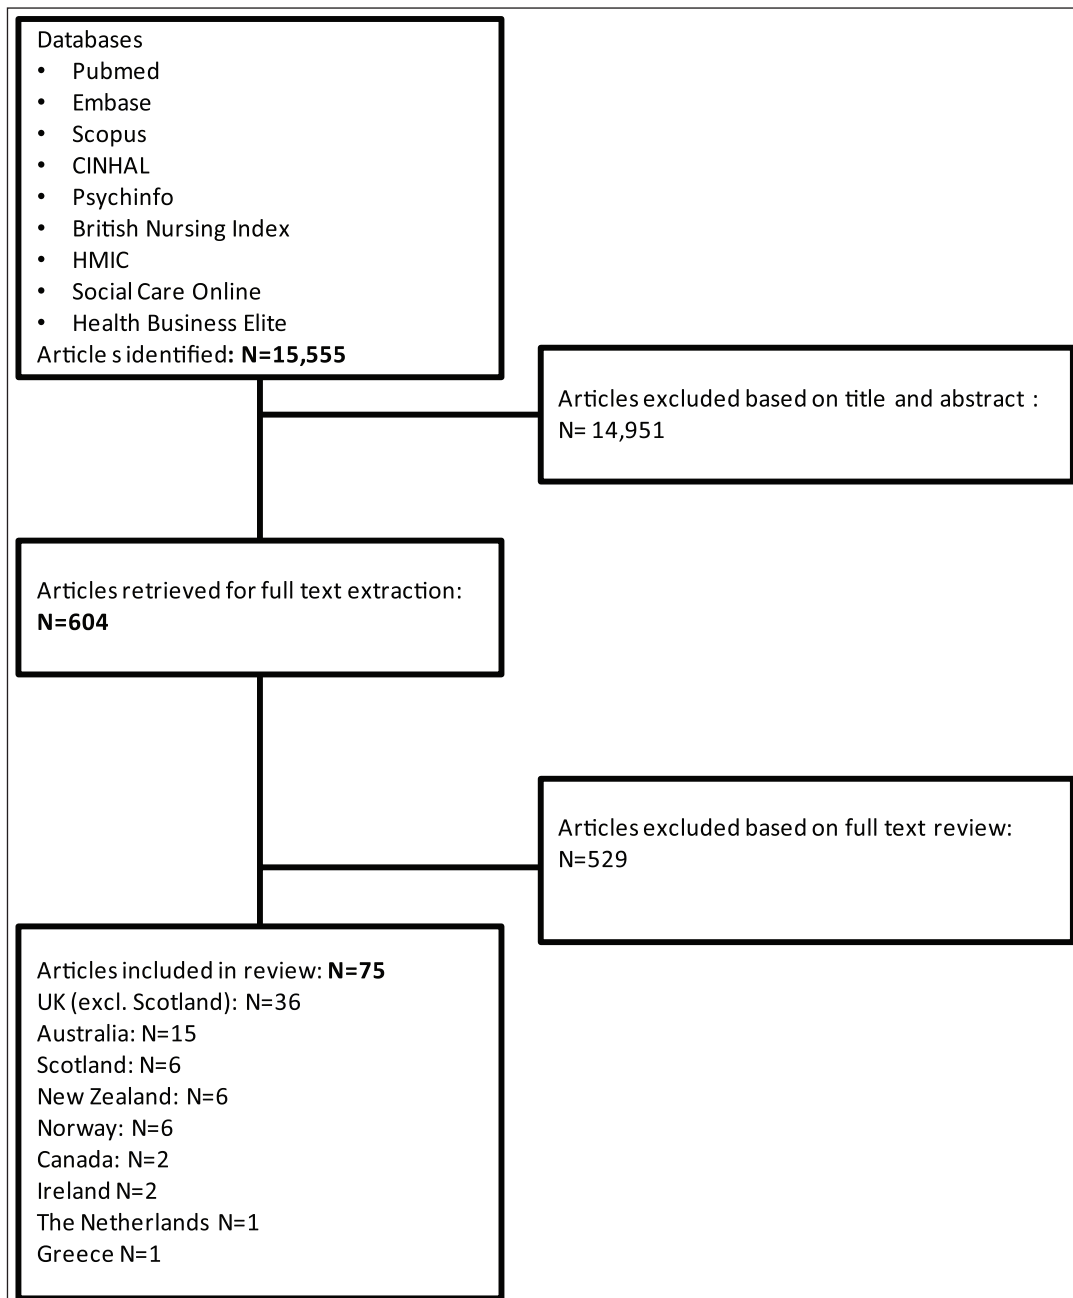 Databases
• Pubmed
• Embase
• Scopus
• CINHAL
• Psychinfo
• British Nursing Index
• HMIC
• Social Care Online
• Health Business Elite
Articles identified: N=15,555
Articles excluded based on title and abstract :
N= 14,951
Articles retrieved for full text extraction:
N=604
Articles excluded based on full text review:
N=529
Articles included in review: N=75
UK (excl. Scotland): N=36
Australia: N=15
Scotland: N=6
New Zealand: N=6
Norway: N=6
Canada: N=2
Ireland N=2
The Netherlands N=1
Greece N=1